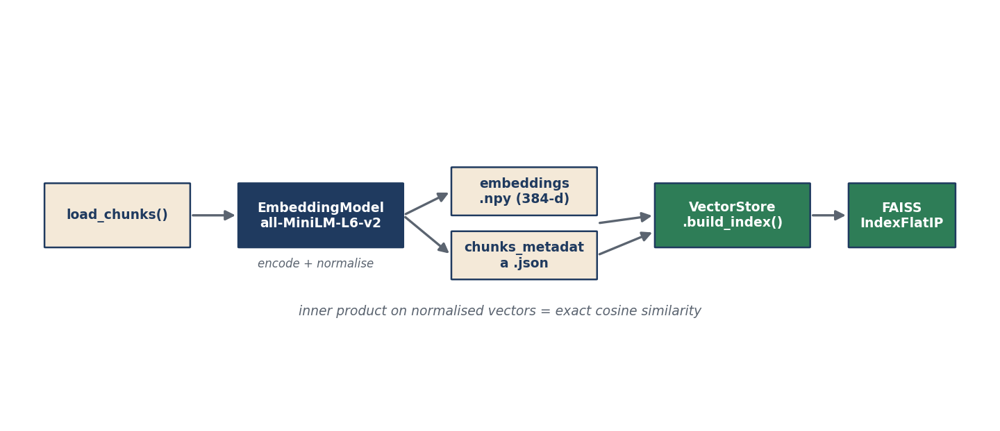 load_chunks()
EmbeddingModel
all-MiniLM-L6-v2
encode + normalise
embeddings
.npy (384-d)
chunks_metadat
a .json
VectorStore
.build_index()
FAISS
IndexFlatIP
inner product on normalised vectors = exact cosine similarity